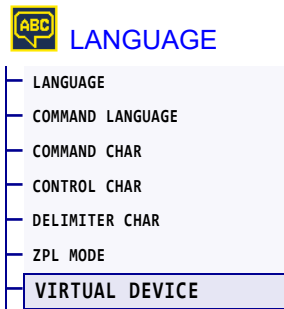 ABC
LANGUAGE
LANGUAGE
COMMAND LANGUAGE
COMMAND CHAR
CONTROL CHAR
DELIMITER CHAR
ZPL MODE
VIRTUAL DEVICE